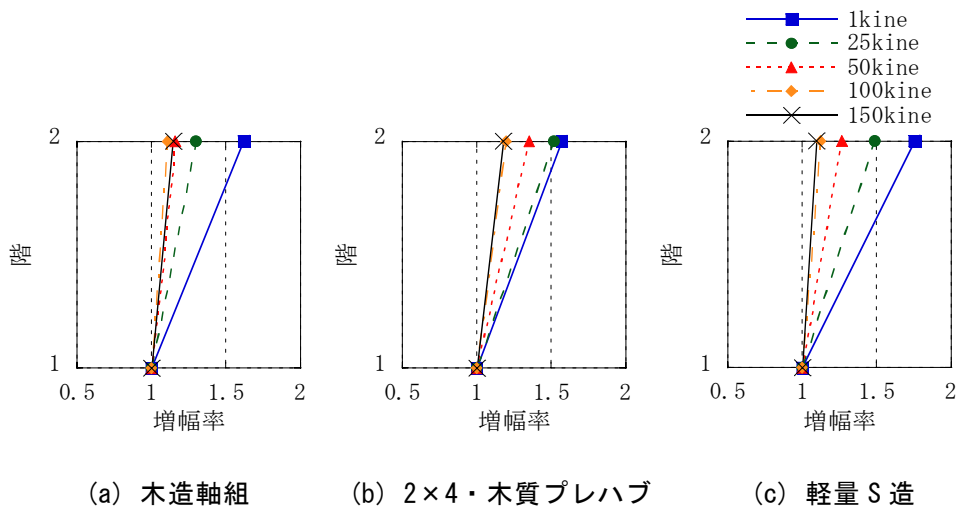 1kine
25kine
50kine
100kine
150kine
2
階
1
0.5 1 1.5 2
増幅率
2
階
1
0.5 1 1.5 2
増幅率
2
階
1
0.5 1 1.5 2
増幅率
(a) 木造軸組
(b) 2×4・木質プレハブ
(c) 軽量S造